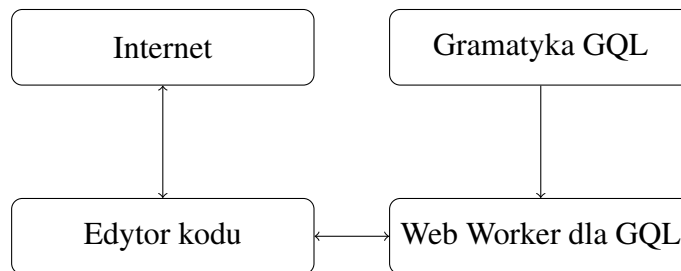 Internet
Gramatyka GQL
Edytor kodu
Web Worker dla GQL